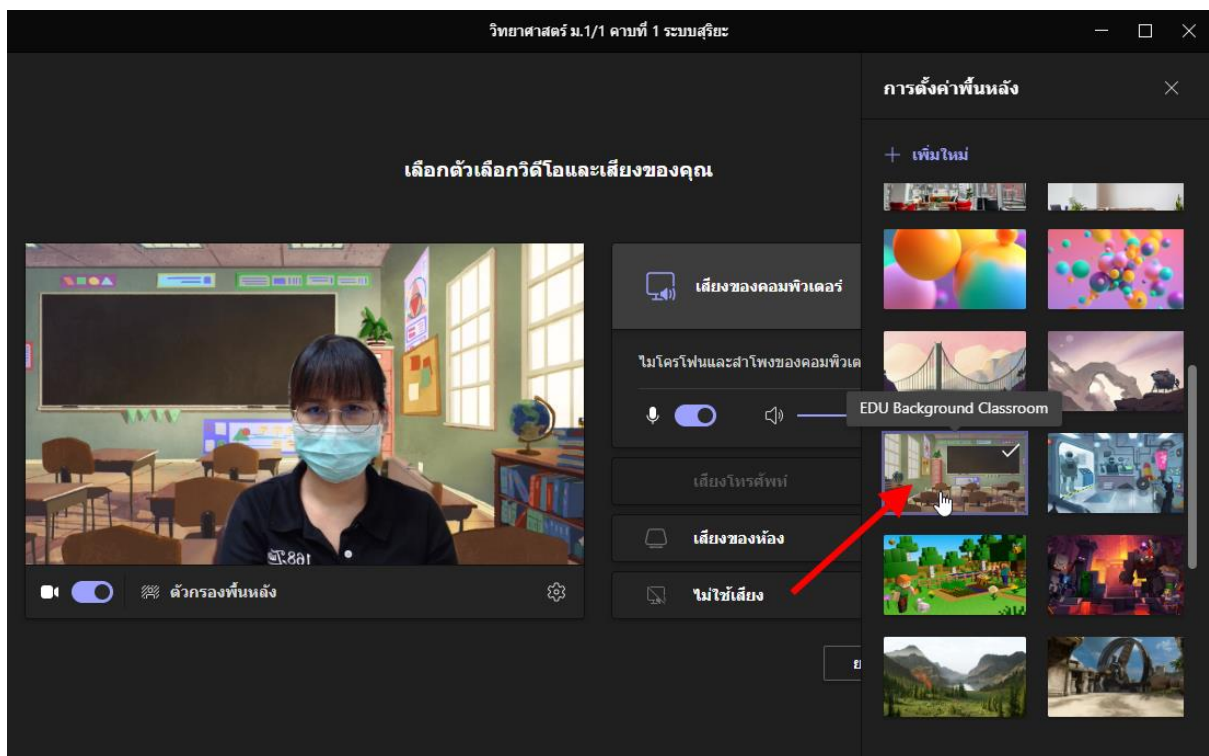 วิทยาศาสตร์ ม.1/1 คาบที่ 1 ระบบสุริยะ
การตั้งค่าพื้นหลัง
เพิ่มใหม่
เลือกตัวเลือกวิดีโอและเสียงของคุณ
เสียงของคอมพิวเตอร์
ไมโครโฟนและลำโพงของคอมพิวเต
EDU Background Classroom
เสียงโทรศัพท์
เสียงของห้อง
ไม่ใช้เสียง
ตัวกรองพื้นหลัง
ย